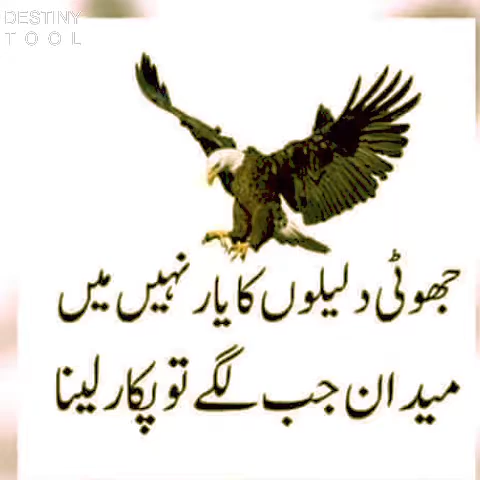 DESTINY
TOOL
جھوٹی دلیلوں کا یار نہیں میں
میدان جب لگے تو پکار لینا